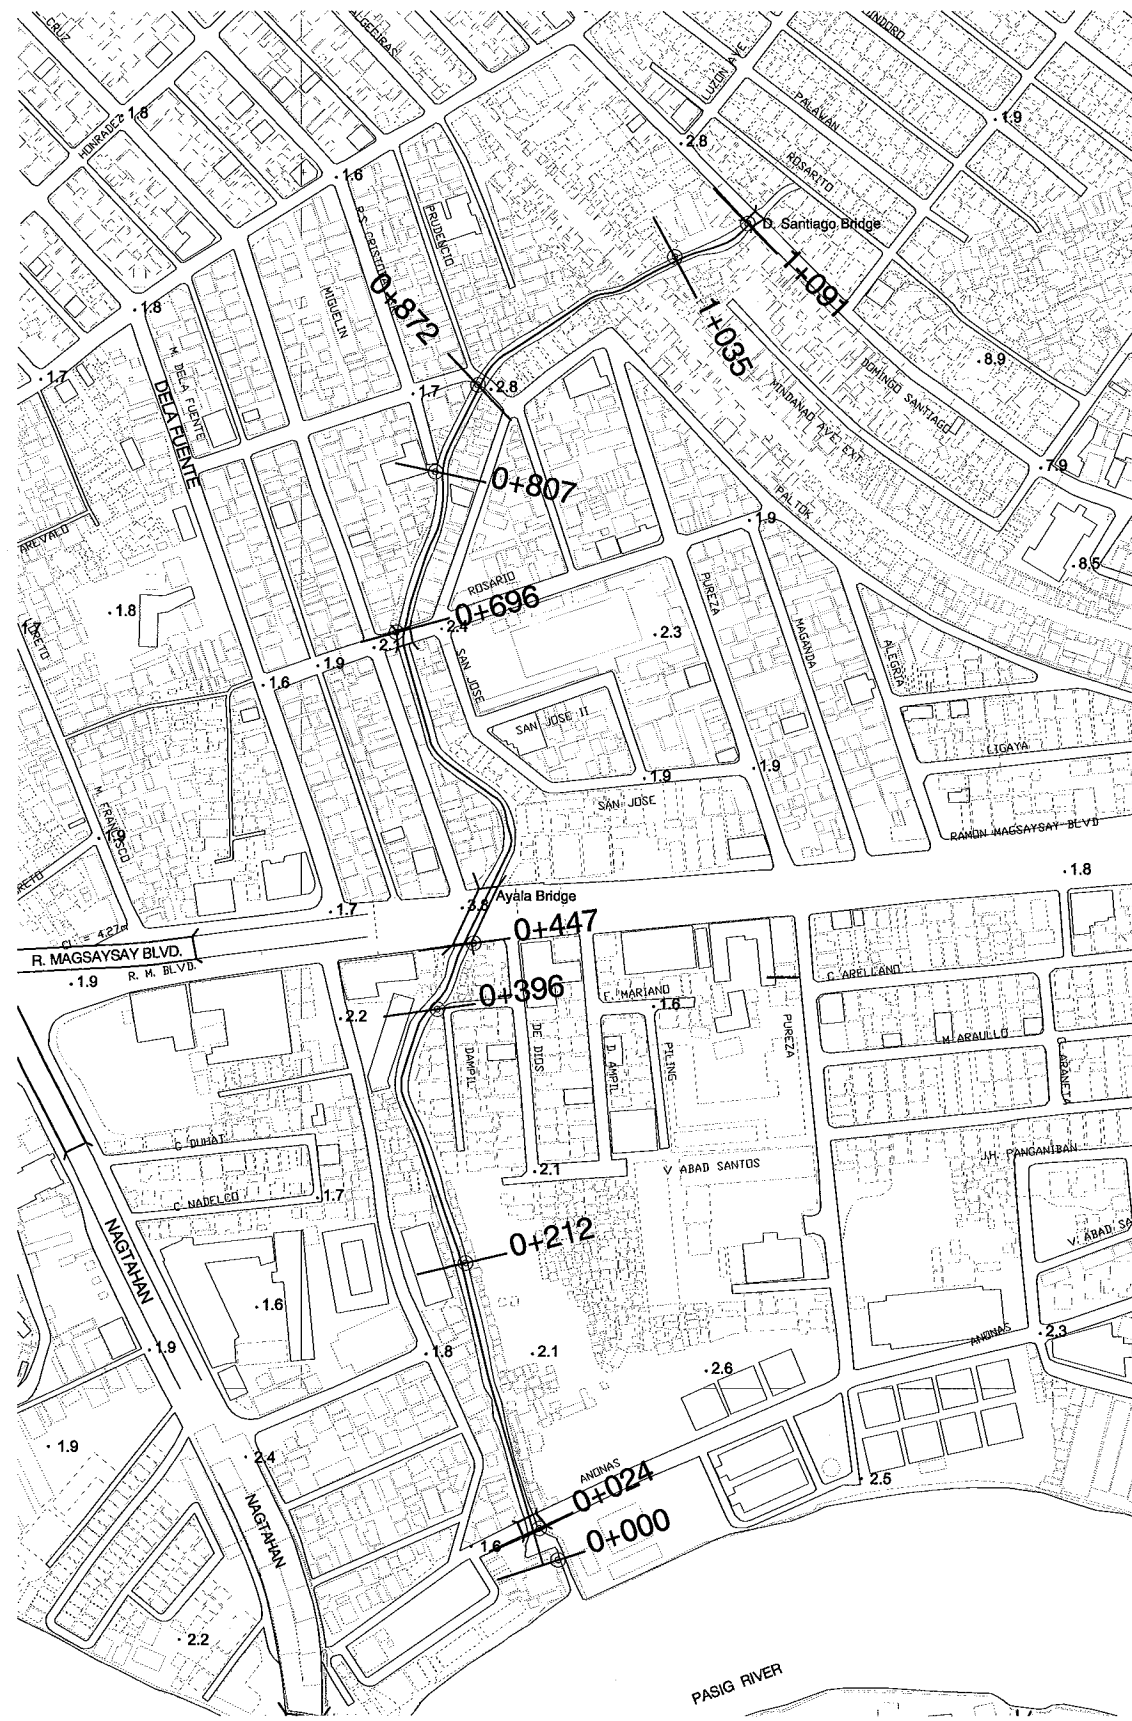 CRUZ
ALGECIRAS
LUZON AVE.
MINDORO
PALAWAN
HONRADEZ
1.8
1.9
2.8
ROSARITO
1.6
P.S. CRISTO
PRUDENCIO
D. Santiago Bridge
1+091
0+872
MIGUELIN
1.8
1+035
8.9
M. DELA FUENTE
DELA FUENTE
1.7
1.7
2.8
DOMINGO SANTIAGO
MINDANAO AVE. EXT.
7.9
0+807
PALTOK
1.9
AREVALO
8.5
ROSARIO
PUREZA
0+696
1.8
2.4
2.3
MAGANDA
ALEGRIA
1.9
1.6
SAN JOSE
SAN JOSE II
LIGAYA
1.9
1.9
SAN JOSE
M. FRANCISCO
1.9
RAMON MAGSAYSAY BLVD
1.8
Ayala Bridge
3.8
1.7
0+447
R. MAGSAYSAY BLVD.
R. M. BLVD.
1.9
C ARELLANO
0+396
F. MARIANO
1.6
2.2
DAMPIL
DE DIOS
D. AMPIL
PILING
PUREZA
M ARAULLO
C ARANETA
C DUHAT
J.H. PANGANIBAN
2.1
V ABAD SANTOS
C NADELCO
1.7
NAGTAHAN
0+212
V. ABAD SA
1.6
ANONAS
2.3
1.9
1.8
2.1
2.6
1.9
2.4
ANONAS
2.5
0+024
NAGTAHAN
1.6
0+000
2.2
PASIG RIVER